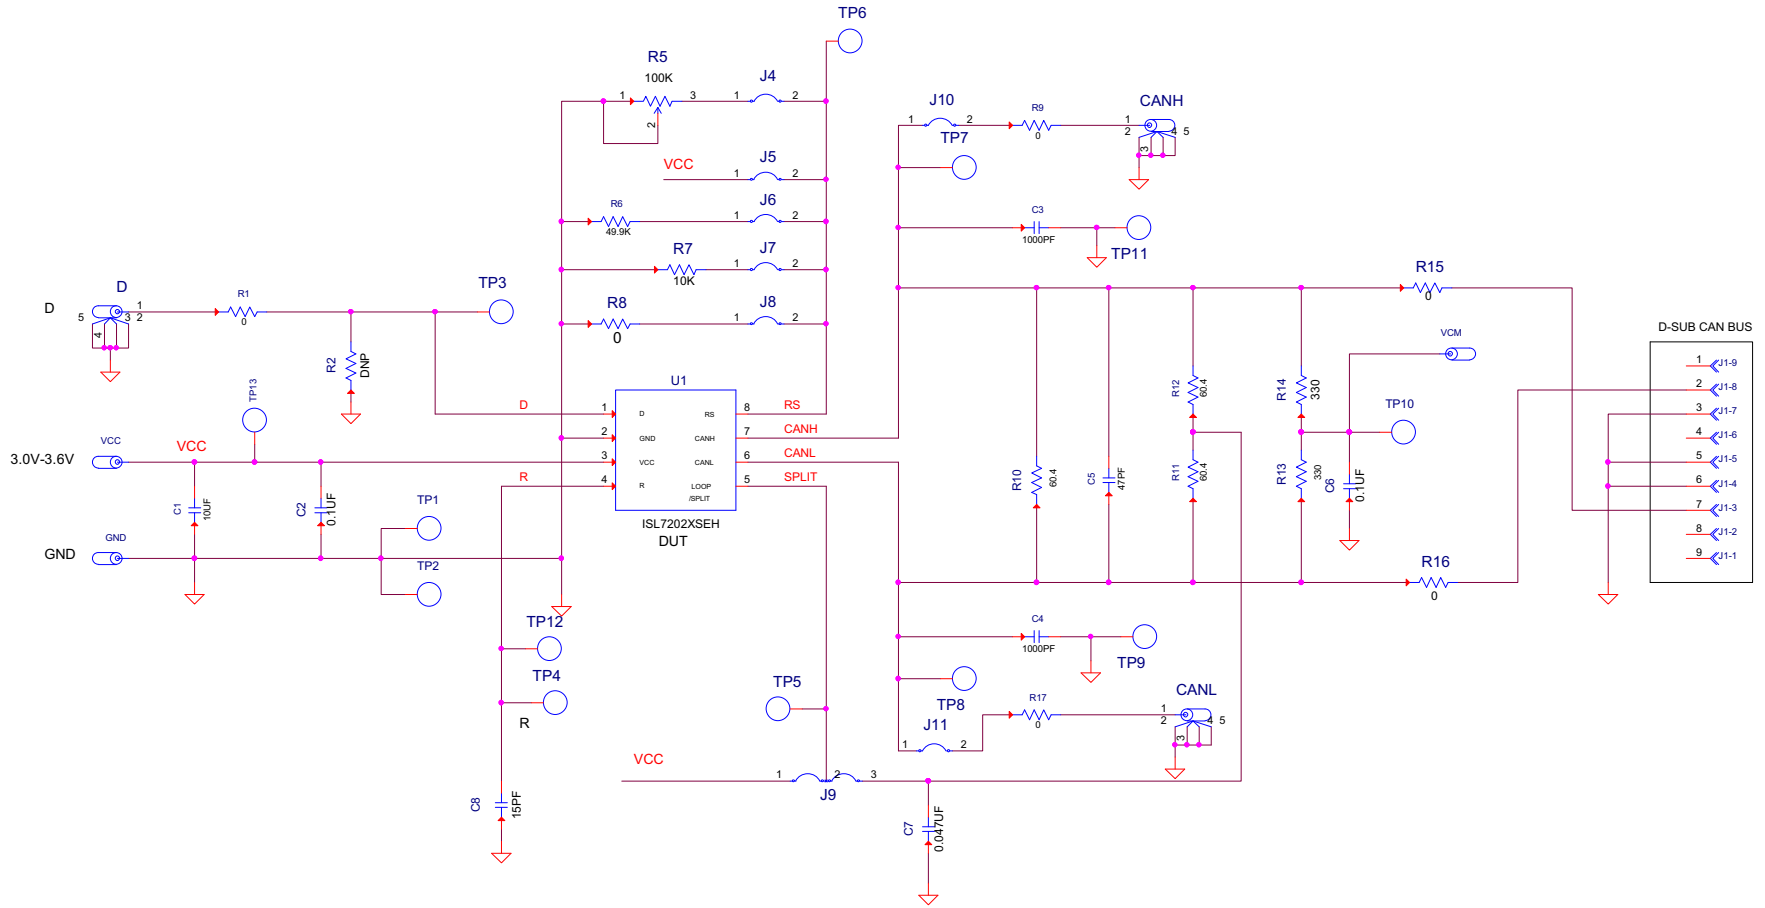 TP6
R5
100K
J4
1
3
1
2
2
J10
R9
0
CANH
1
2
1
2
3
4
5
TP7
VCC
J5
1
2
R6
49.9K
J6
1
2
C3
1000PF
TP11
R7
10K
J7
1
2
R15
0
D
D
1
5
4
3
2
R1
0
TP3
R8
0
J8
1
2
D-SUB CAN BUS
VCM
R2
DNP
R12
60.4
R14
330
TP10
1
J1-9
2
J1-8
3
J1-7
4
J1-6
5
J1-5
6
J1-4
7
J1-3
8
J1-2
9
J1-1
TP13
U1
D
1
D
RS
8
RS
2
GND
CANH
7
CANH
3.0V-3.6V
VCC
VCC
3
VCC
CANL
6
CANL
R
4
R
LOOP
/SPLIT
5
SPLIT
ISL7202XSEH
DUT
C1
10UF
C2
0.1UF
TP1
R10
60.4
C5
47PF
R11
60.4
R13
330
C6
0.1UF
GND
GND
TP2
R16
0
TP12
C4
1000PF
TP9
TP4
R
TP5
TP8
R17
0
CANL
1
2
3
4
5
J11
1
2
VCC
1
2
3
J9
C8
15PF
C7
0.047UF